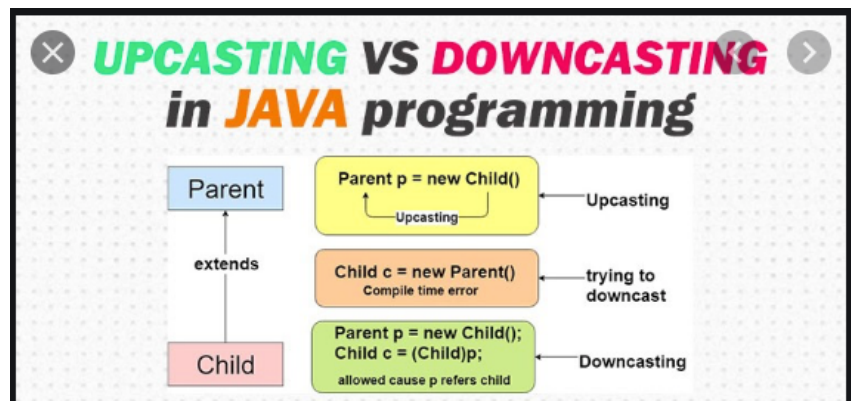 UPCASTING VS DOWNCASTING
in JAVA programming
Parent
extends
Child
Parent p = new Child()
Upcasting
Upcasting
Child c = new Parent()
Compile time error
trying to
downcast
Parent p = new Child();
Child c = (Child)p;
allowed cause p refers child
Downcasting